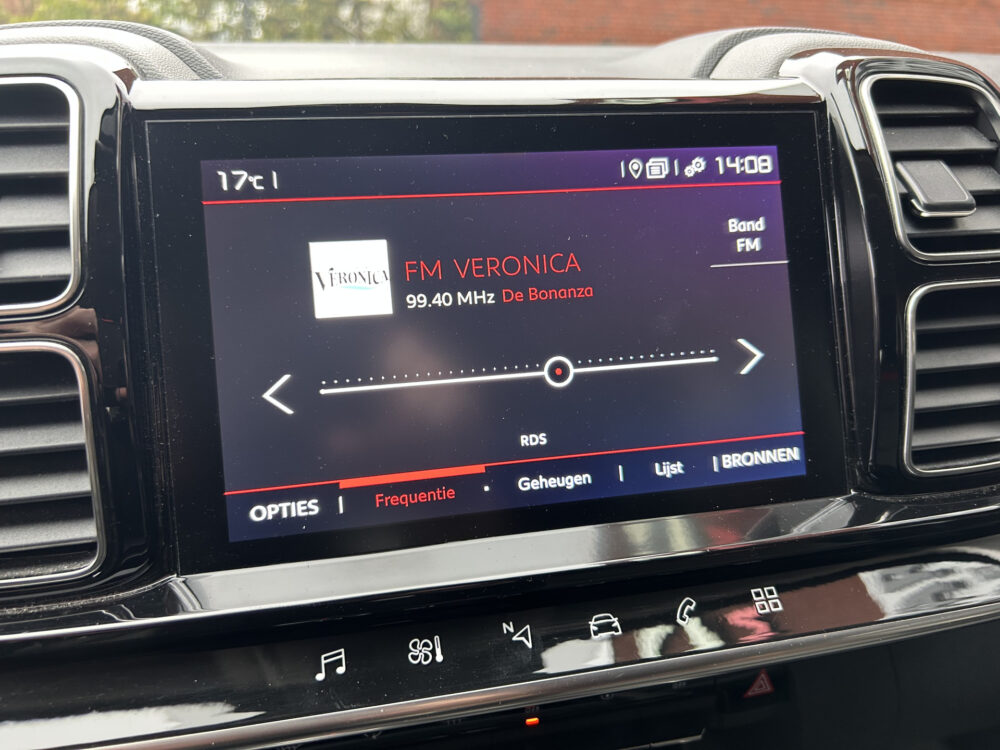 17°C
14:08
Band
FM
VERONICA
FM VERONICA
99.40 MHz De Bonanza
RDS
OPTIES Frequentie Geheugen Lijst BRONNEN
N